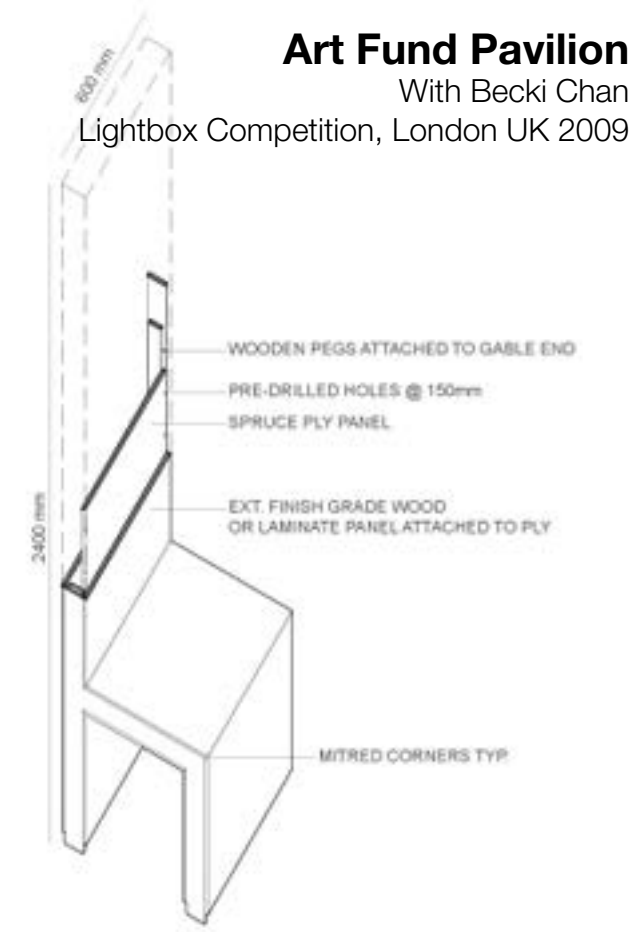 Art Fund Pavilion
With Becki Chan
Lightbox Competition, London UK 2009
600 mm
WOODEN PEGS ATTACHED TO GABLE END
PRE-DRILLED HOLES @ 150mm
SPRUCE PLY PANEL
EXT. FINISH GRADE WOOD
OR LAMINATE PANEL ATTACHED TO PLY
2400 mm
MITRED CORNERS TYP.